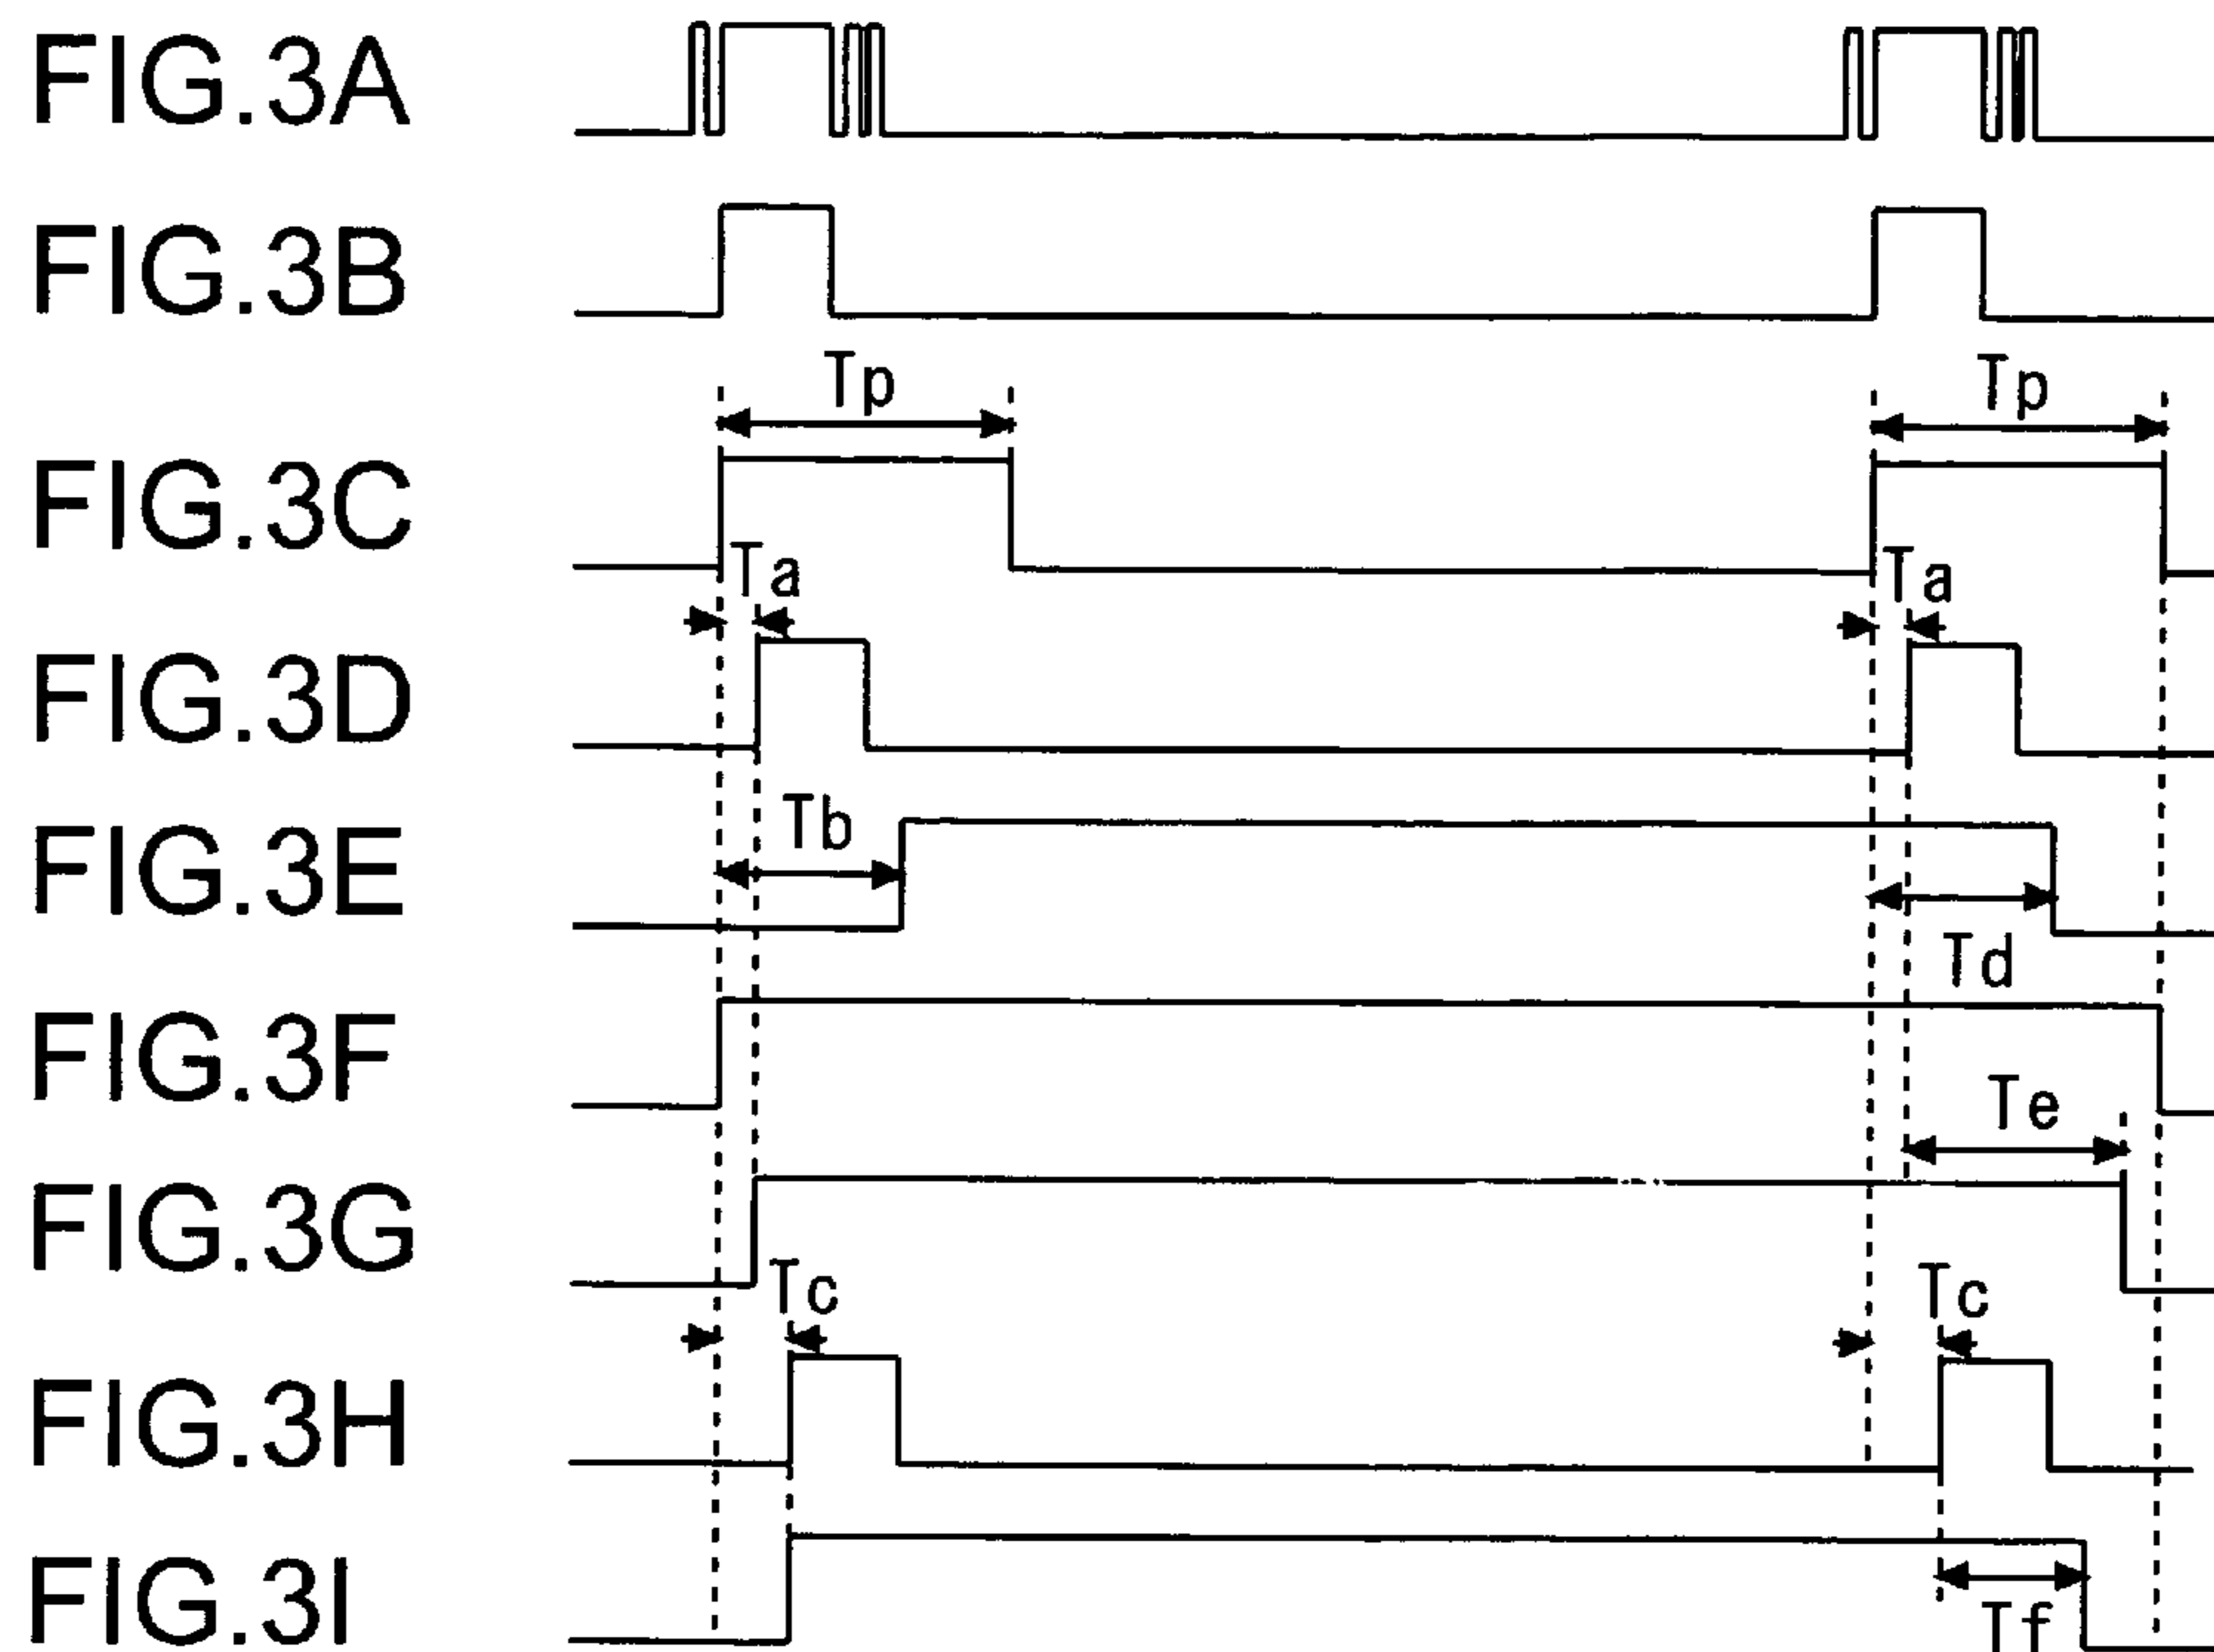 FIG.3A
FIG.3B
Tp Tp
FIG.3C
Ta Ta
FIG.3D
Tb
FIG.3E
Td
FIG.3F
Te
FIG.3G
Tc Tc
FIG.3H
FIG.3I
Tf